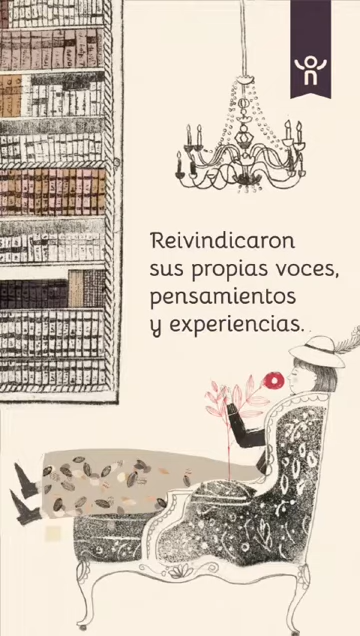 Reivindicaron
sus propias voces,
pensamientos
y experiencias.